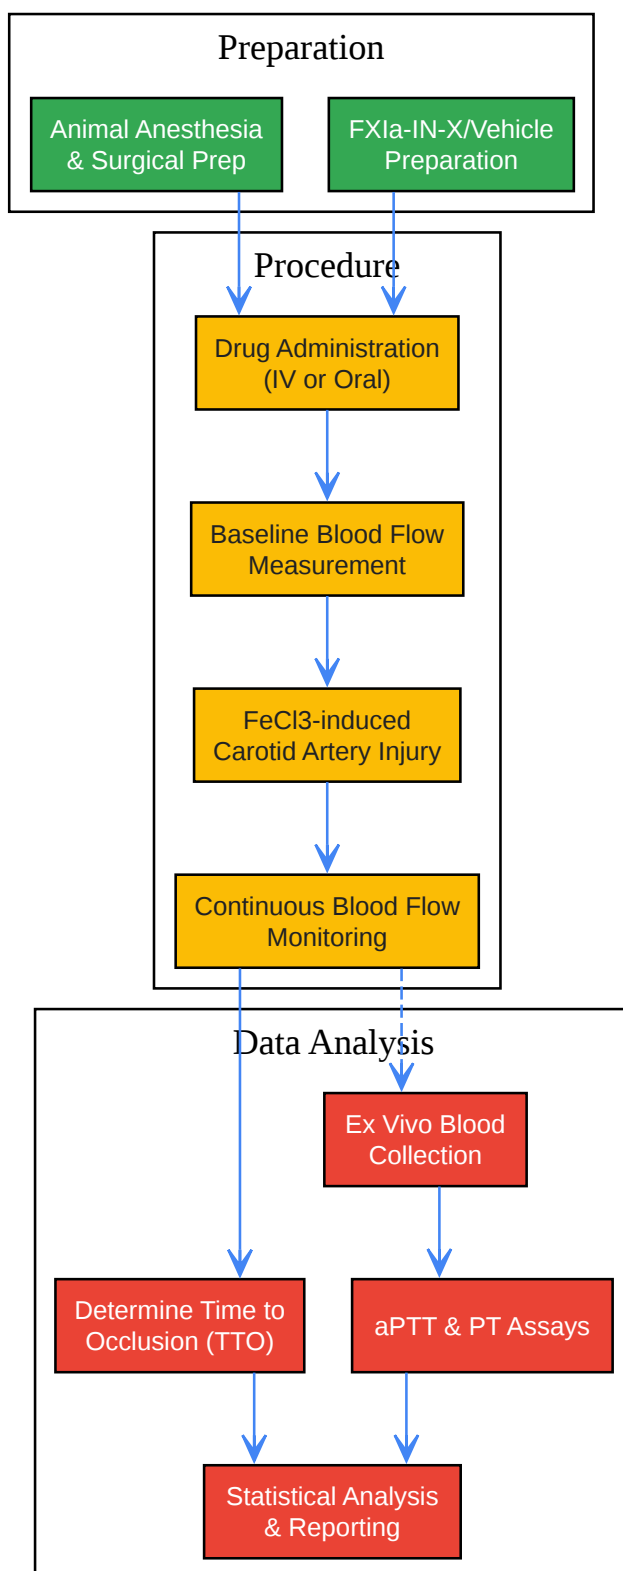 Preparation
Animal Anesthesia
& Surgical Prep
FXIa-IN-X/Vehicle
Preparation
Procedure
Drug Administration
(IV or Oral)
Baseline Blood Flow
Measurement
FeCl3-induced
Carotid Artery Injury
Continuous Blood Flow
Monitoring
Data Analysis
Ex Vivo Blood
Collection
Determine Time to
Occlusion (TTO)
aPTT & PT Assays
Statistical Analysis
& Reporting